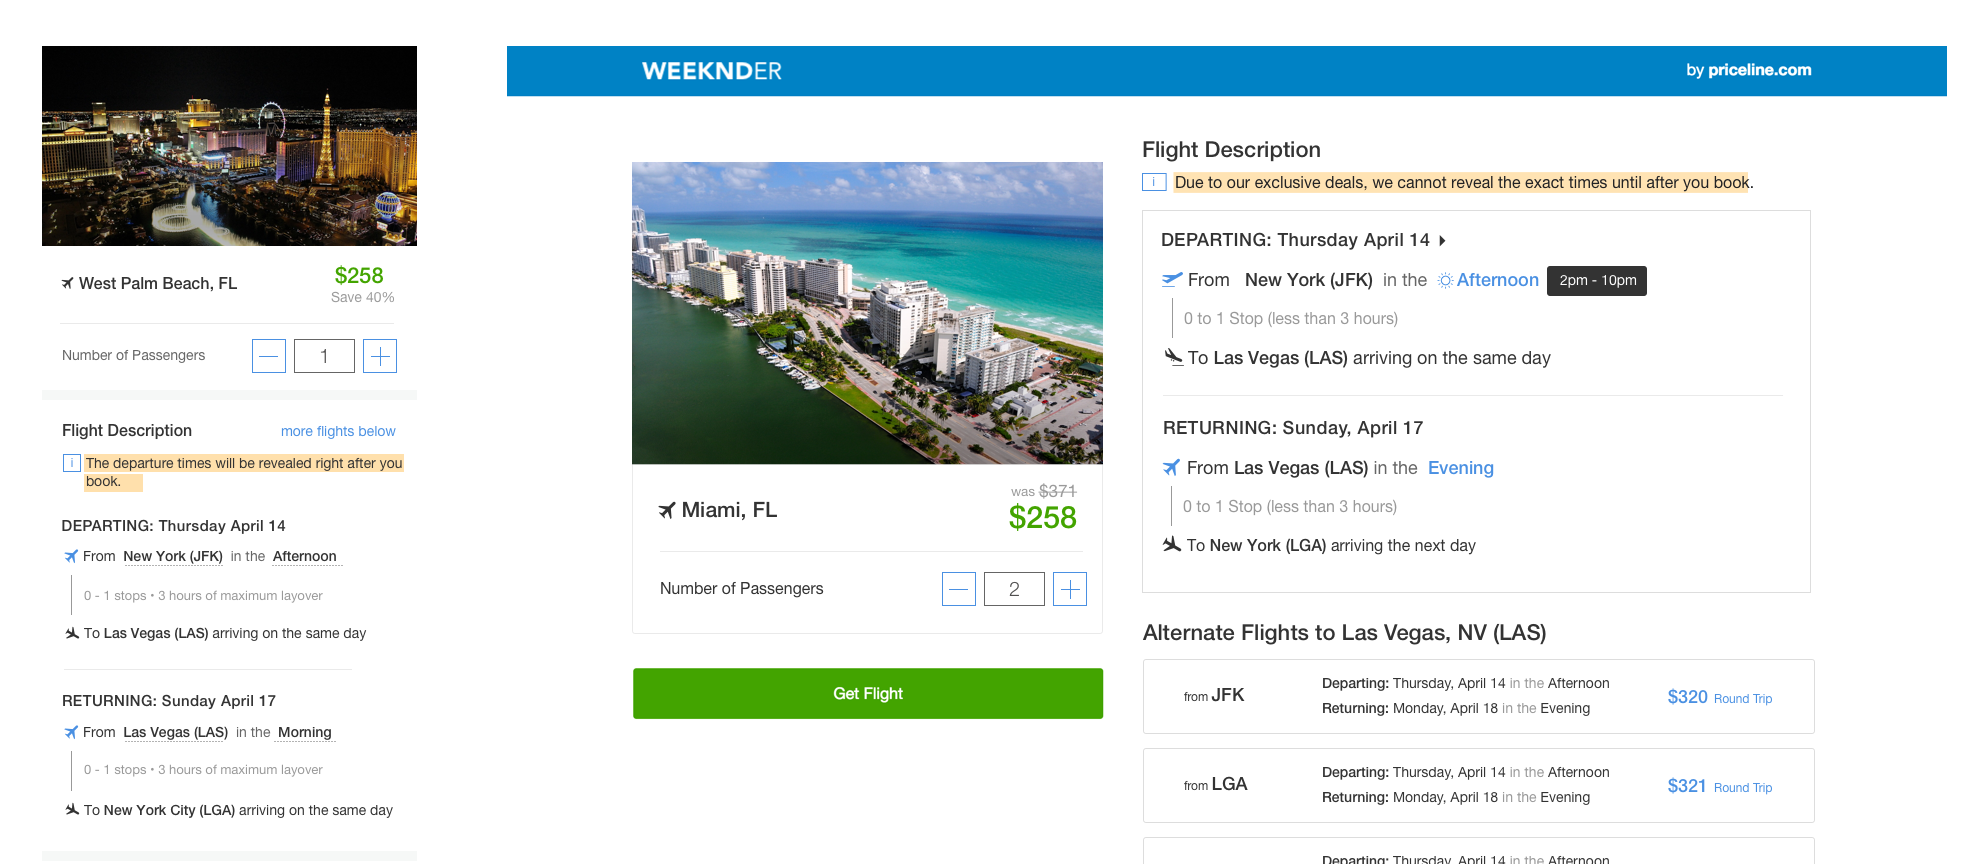 West Palm Beach, FL
$258
Save 40%
Number of Passengers
1
Flight Description
more flights below
i
The departure times will be revealed right after you
book.
DEPARTING: Thursday April 14
From New York (JFK) in the Afternoon
0 - 1 stops • 3 hours of maximum layover
To Las Vegas (LAS) arriving on the same day
RETURNING: Sunday April 17
From Las Vegas (LAS) in the Morning
0 - 1 stops • 3 hours of maximum layover
To New York City (LGA) arriving on the same day
WEEKNDER
by priceline.com
Miami, FL
was $371
$258
Number of Passengers
2
Get Flight
Flight Description
i
Due to our exclusive deals, we cannot reveal the exact times until after you book.
DEPARTING: Thursday April 14
From New York (JFK) in the Afternoon
2pm - 10pm
0 to 1 Stop (less than 3 hours)
To Las Vegas (LAS) arriving on the same day
RETURNING: Sunday, April 17
From Las Vegas (LAS) in the Evening
0 to 1 Stop (less than 3 hours)
To New York (LGA) arriving the next day
Alternate Flights to Las Vegas, NV (LAS)
from JFK
Departing: Thursday, April 14 in the Afternoon
Returning: Monday, April 18 in the Evening
$320 Round Trip
from LGA
Departing: Thursday, April 14 in the Afternoon
Returning: Monday, April 18 in the Evening
$321 Round Trip
Departing: Thursday, April 14 in the Afternoon